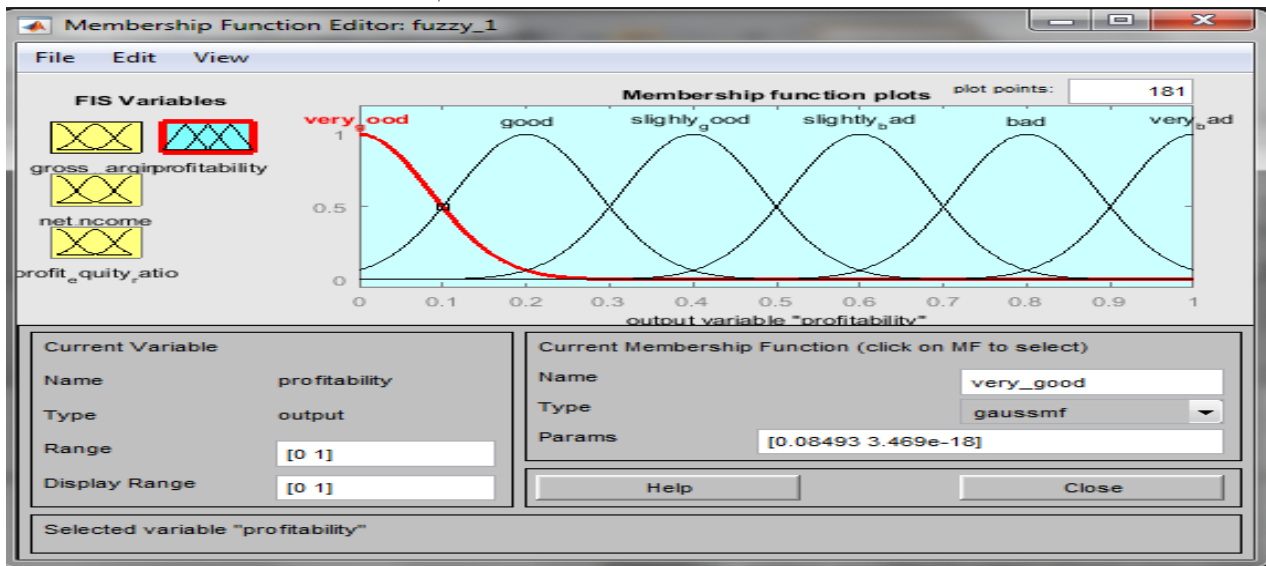 Membership Function Editor: fuzzy_1
File Edit View
FIS Variables
gross_argin profitability
net ncome
profit_equity_ratio
Membership function plots plot points: 181
very_good good slighly_good slightly_bad bad very_bad
1
0.5
0
0 0.1 0.2 0.3 0.4 0.5 0.6 0.7 0.8 0.9 1
output variable "profitability"
Current Variable
Name profitability
Type output
Range [0 1]
Display Range [0 1]
Current Membership Function (click on MF to select)
Name very_good
Type gaussmf
Params [0.08493 3.469e-18]
Help Close
Selected variable "profitability"